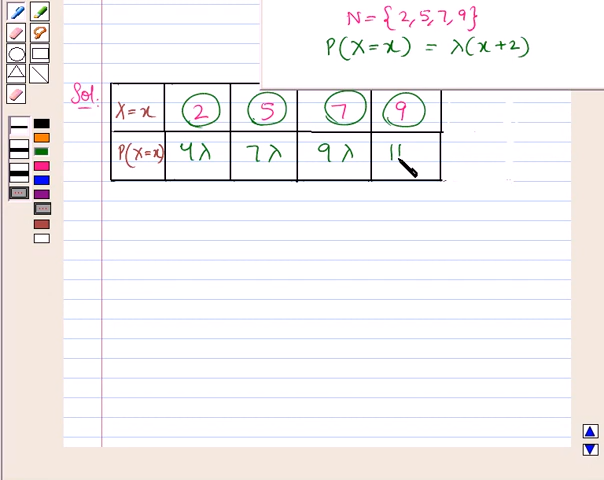 N = {2, 5, 7, 9}
P(X=x) = λ(x+2)
Sol.
X=x 2 5 7 9
P(X=x) 4λ 7λ 9λ 11